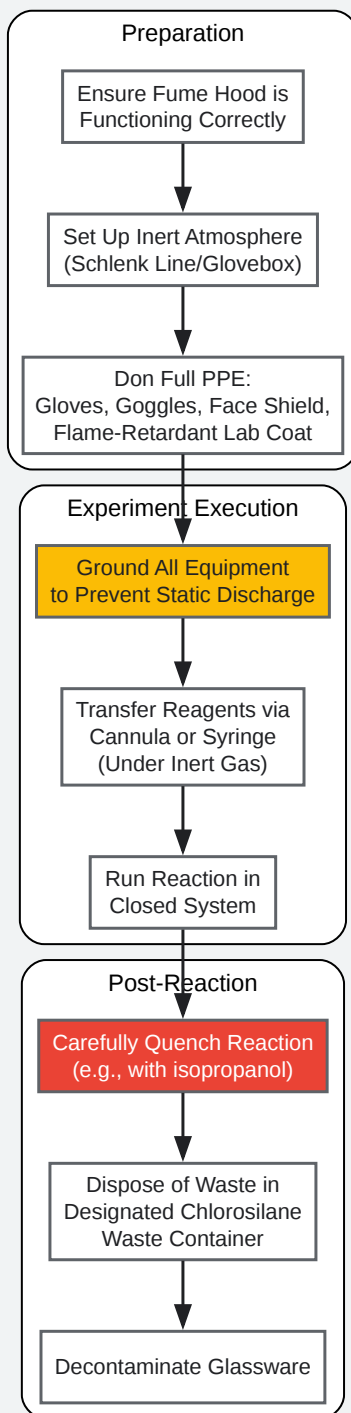 Preparation
Ensure Fume Hood is
Functioning Correctly
Set Up Inert Atmosphere
(Schlenk Line/Glovebox)
Don Full PPE:
Gloves, Goggles, Face Shield,
Flame-Retardant Lab Coat
Experiment Execution
Ground All Equipment
to Prevent Static Discharge
Transfer Reagents via
Cannula or Syringe
(Under Inert Gas)
Run Reaction in
Closed System
Post-Reaction
Carefully Quench Reaction
(e.g., with isopropanol)
Dispose of Waste in
Designated Chlorosilane
Waste Container
Decontaminate Glassware